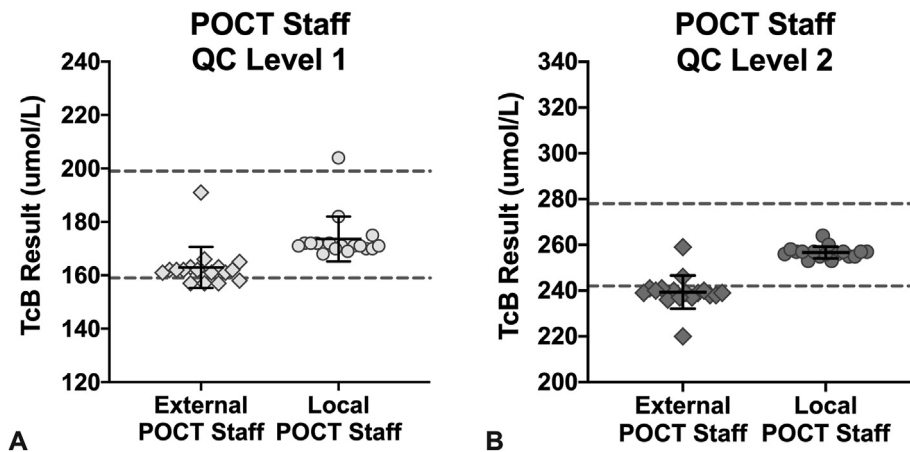 POCT Staff
QC Level 1
TcB Result (umol/L)
240
220
200
180
160
140
120
External
POCT Staff
Local
POCT Staff
A
POCT Staff
QC Level 2
TcB Result (umol/L)
340
320
300
280
260
240
220
200
External
POCT Staff
Local
POCT Staff
B